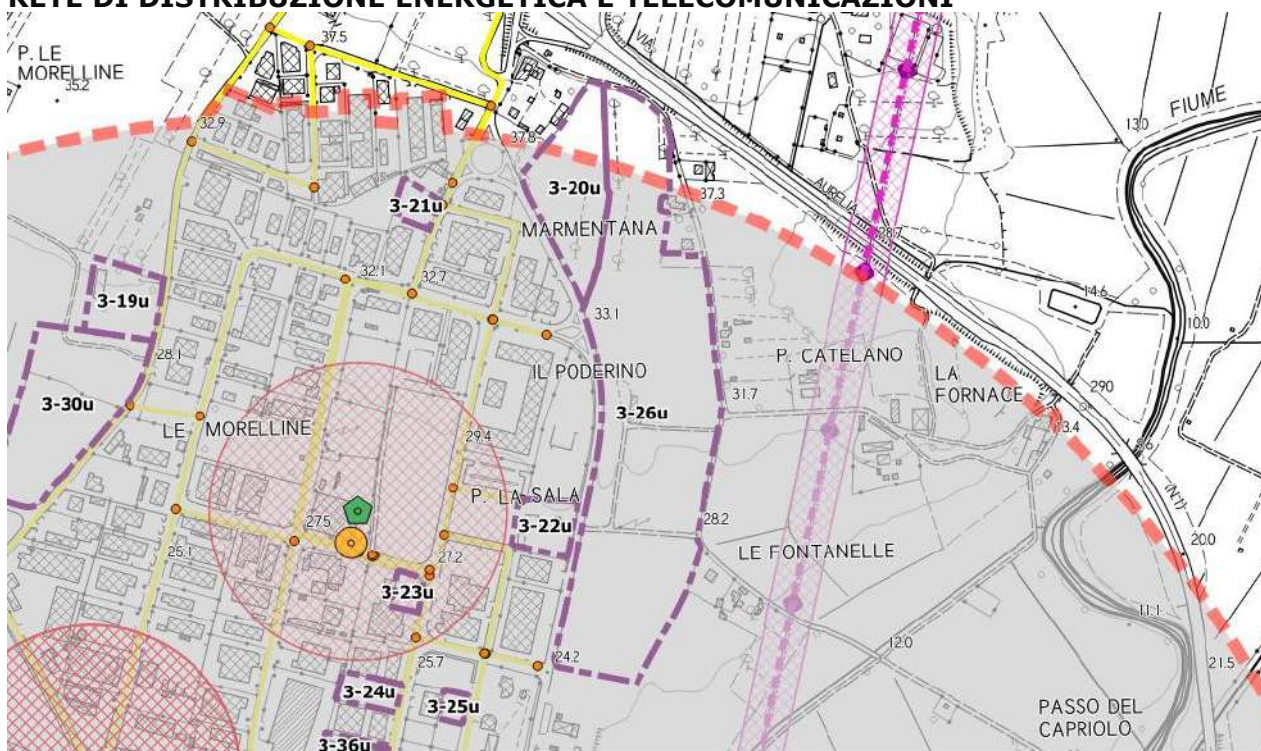 RETE DI DISTRIBUZIONE ENERGETICA E TELECOMUNICAZIONI
P. LE
MORELLINE
35.2
37.5
VIA
13.0
FIUME
32.9
37.8
3-20u
37.3
AURELIA
3-21u
MARMENTANA
28.7
3-19u
32.1
32.7
14.6
33.1
10.0
28.1
IL PODERINO
P. CATELANO
LA
FORNACE
290
3-30u
3-26u
31.7
LE MORELLINE
29.4
13.4
8.6
P. LA SALA
(N.1)
27.5
3-22u
28.2
25.1
27.2
LE FONTANELLE
20.0
3-23u
11.1
25.7
24.2
12.0
21.5
3-24u
3-25u
PASSO DEL
CAPRIOLO
3-36u